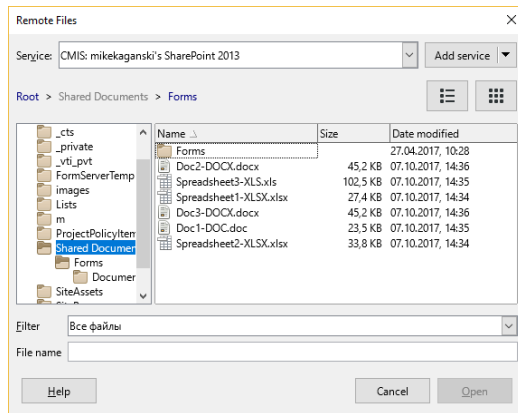 Remote Files
Service: CMIS: mikekaganski's SharePoint 2013 Add service
Root > Shared Documents > Forms
_cts
_private
_vti_pvt
FormServerTemp
images
Lists
m
ProjectPolicyItem
Shared Documer
Forms
Documer
SiteAssets
Name Size Date modified
Forms 27.04.2017, 10:28
Doc2-DOCX.docx 45,2 KB 07.10.2017, 14:36
Spreadsheet3-XLS.xls 102,5 KB 07.10.2017, 14:35
Spreadsheet1-XLSX.xlsx 27,4 KB 07.10.2017, 14:34
Doc3-DOCX.docx 45,2 KB 07.10.2017, 14:36
Doc1-DOC.doc 23,5 KB 07.10.2017, 14:35
Spreadsheet2-XLSX.xlsx 33,8 KB 07.10.2017, 14:34
Filter Все файлы
File name
Help Cancel Open